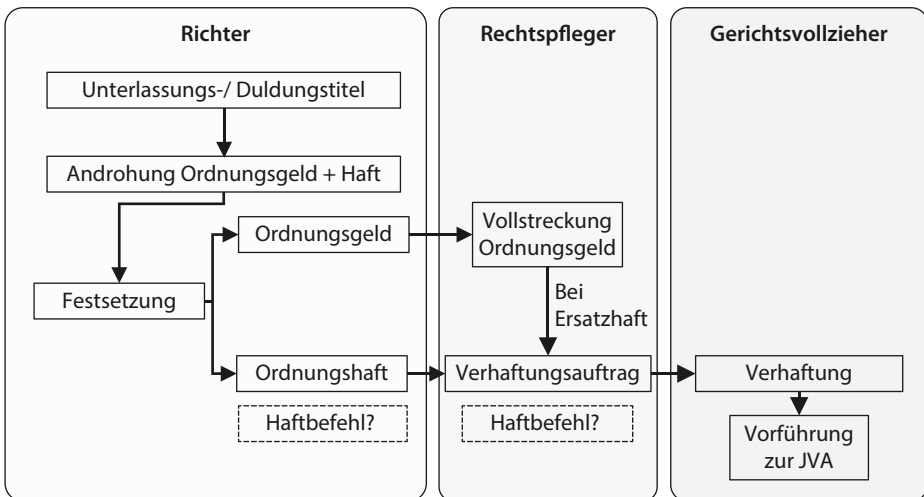 Richter
Unterlassungs-/ Duldungstitel
Androhung Ordnungsgeld + Haft
Ordnungsgeld
Festsetzung
Ordnungshaft
Haftbefehl?
Rechtspfleger
Vollstreckung
Ordnungsgeld
Bei
Ersatzhaft
Verhaftungsauftrag
Haftbefehl?
Gerichtsvollzieher
Verhaftung
Vorführung
zur JVA